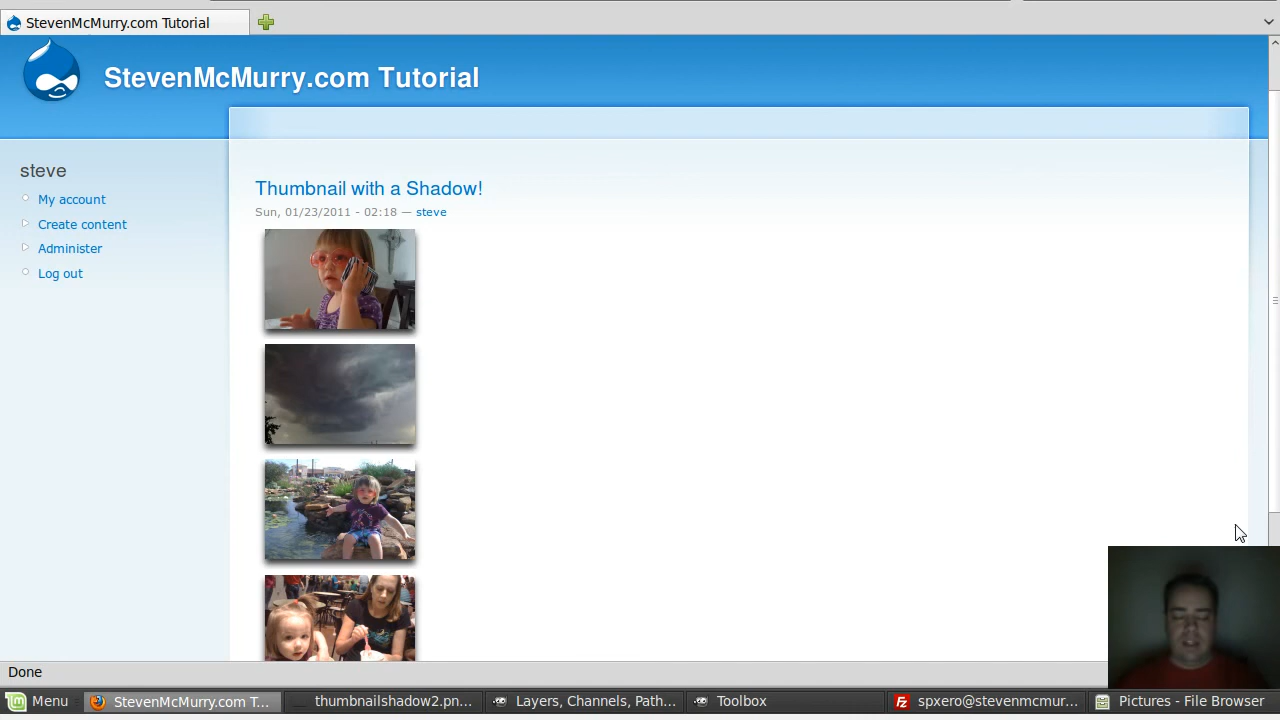 StevenMcMurry.com Tutorial
StevenMcMurry.com Tutorial
steve
My account
Create content
Administer
Log out
Thumbnail with a Shadow!
Sun, 01/23/2011 - 02:18 — steve
Done
Menu
StevenMcMurry.com T...
thumbnailshadow2.pn...
Layers, Channels, Path...
Toolbox
spxero@stevenmcmur...
Pictures - File Browser